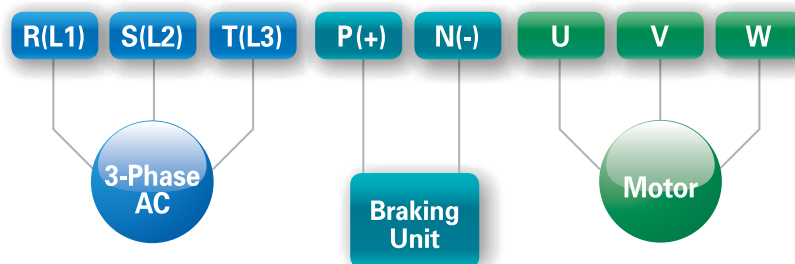 R(L1) S(L2) T(L3) P(+) N(-) U V W
3-Phase
AC
Braking
Unit
Motor